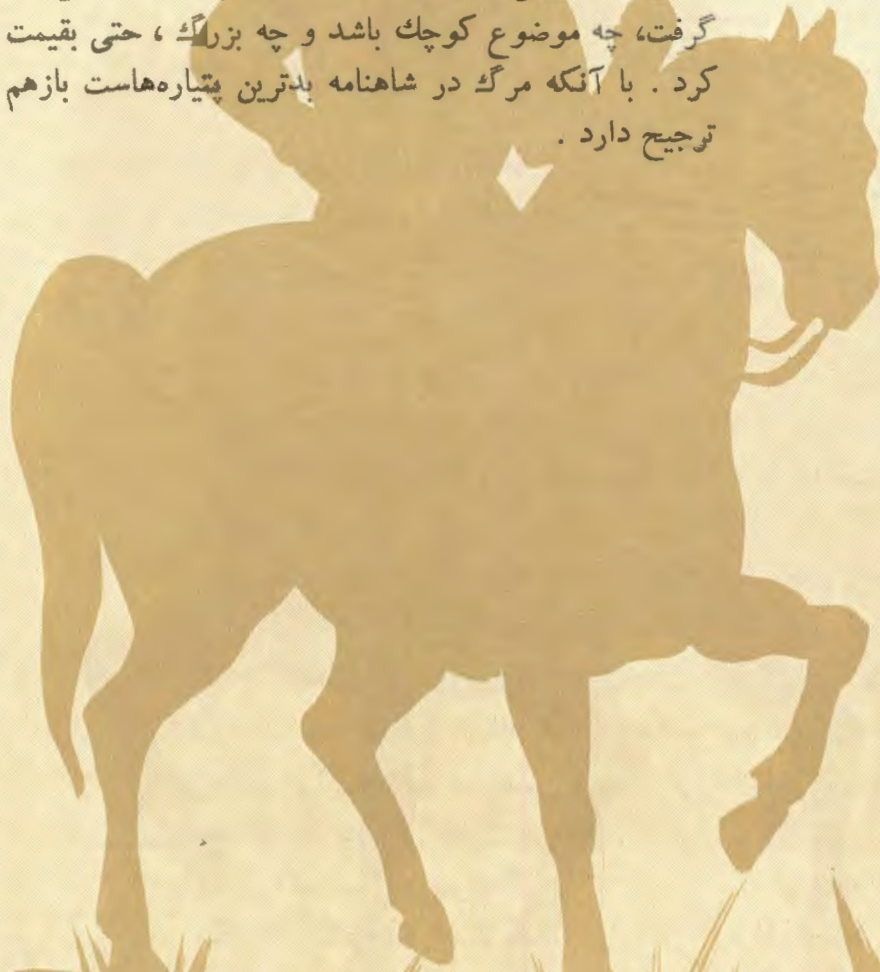 گرفت، چه موضوع کوچك باشد و چه بزرگ ، حتی بقیمت
کرد . با آنکه مرگ در شاهنامه بدترین پتیاره‌هاست بازهم
ترجیح دارد .